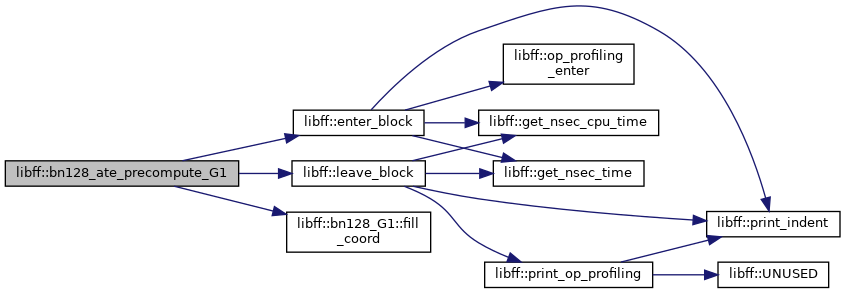 libff::bn128_ate_precompute_G1
libff::enter_block
libff::leave_block
libff::bn128_G1::fill
_coord
libff::op_profiling
_enter
libff::get_nsec_cpu_time
libff::get_nsec_time
libff::print_op_profiling
libff::print_indent
libff::UNUSED